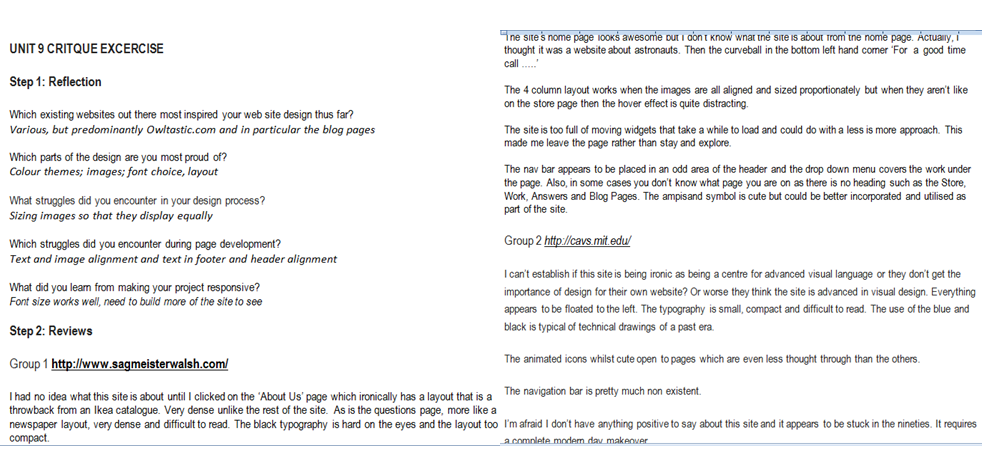 UNIT 9 CRITQUE EXCERCISE
Step 1: Reflection
Which existing websites out there most inspired your web site design thus far?
Various, but predominantly Owltastic.com and in particular the blog pages
Which parts of the design are you most proud of?
Colour themes; images; font choice, layout
What struggles did you encounter in your design process?
Sizing images so that they display equally
Which struggles did you encounter during page development?
Text and image alignment and text in footer and header alignment
What did you learn from making your project responsive?
Font size works well, need to build more of the site to see
Step 2: Reviews
Group 1 http://www.sagmeisterwalsh.com/
I had no idea what this site is about until I clicked on the 'About Us' page which ironically has a layout that is a
throwback from an Ikea catalogue. Very dense unlike the rest of the site. As is the questions page, more like a
newspaper layout, very dense and difficult to read. The black typography is hard on the eyes and the layout too
compact.
The site's home page looks awesome but I don't know what the site is about from the home page. Actually, I
thought it was a website about astronauts. Then the curveball in the bottom left hand corner 'For a good time
call .....'
The 4 column layout works when the images are all aligned and sized proportionately but when they aren't like
on the store page then the hover effect is quite distracting.
The site is too full of moving widgets that take a while to load and could do with a less is more approach. This
made me leave the page rather than stay and explore.
The nav bar appears to be placed in an odd area of the header and the drop down menu covers the work under
the page. Also, in some cases you don't know what page you are on as there is no heading such as the Store,
Work, Answers and Blog Pages. The ampisand symbol is cute but could be better incorporated and utilised as
part of the site.
Group 2 http://cavs.mit.edu/
I can't establish if this site is being ironic as being a centre for advanced visual language or they don't get the
importance of design for their own website? Or worse they think the site is advanced in visual design. Everything
appears to be floated to the left. The typography is small, compact and difficult to read. The use of the blue and
black is typical of technical drawings of a past era.
The animated icons whilst cute open to pages which are even less thought through than the others.
The navigation bar is pretty much non existent.
I'm afraid I don't have anything positive to say about this site and it appears to be stuck in the nineties. It requires
a complete modern day makeover